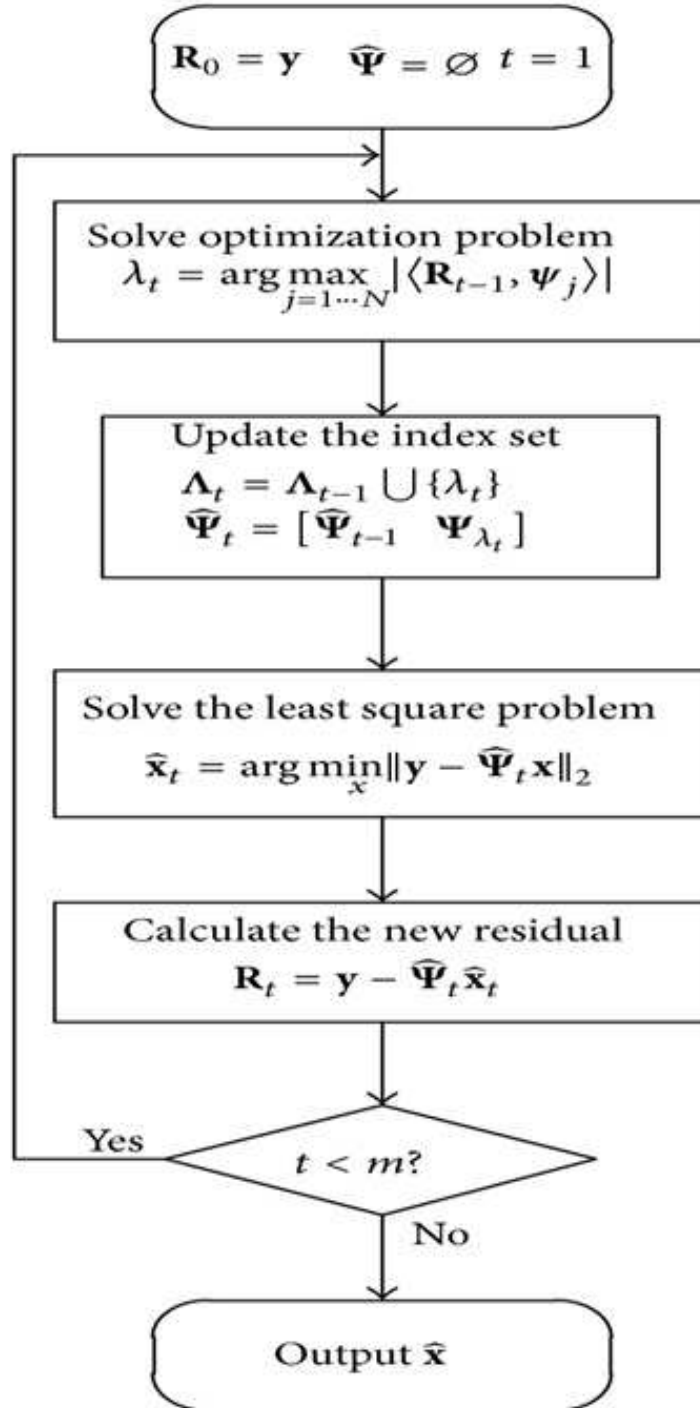 R₀ = y Ψ̂ = ∅ t = 1
Solve optimization problem
λₜ = arg max |⟨Rₜ₋₁, ψⱼ⟩|
j=1···N
Update the index set
Λₜ = Λₜ₋₁ ⋃ {λₜ}
Ψ̂ₜ = [Ψ̂ₜ₋₁ Ψ_λₜ]
Solve the least square problem
x̂ₜ = arg min‖y − Ψ̂ₜx‖₂
x
Calculate the new residual
Rₜ = y − Ψ̂ₜx̂ₜ
Yes
t < m?
No
Output x̂